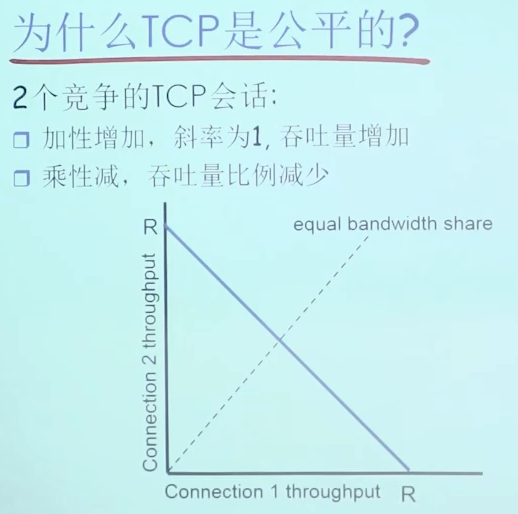 为什么TCP是公平的?
2个竞争的TCP会话:
加性增加，斜率为1, 吞吐量增加
乘性减，吞吐量比例减少
R
equal bandwidth share
Connection 2 throughput
Connection 1 throughput
R